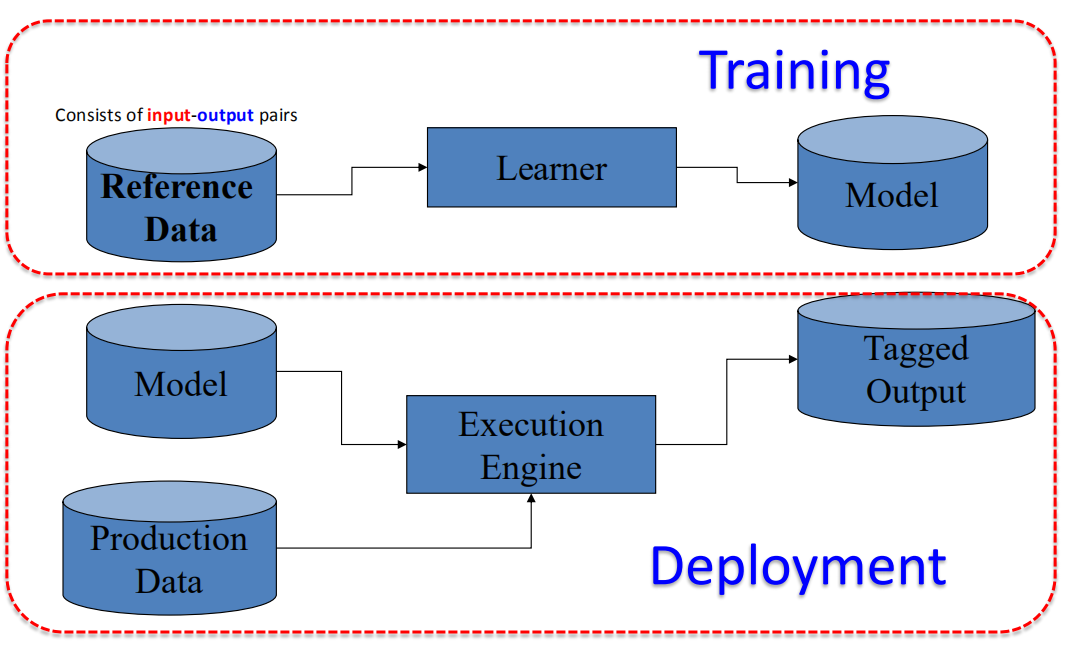 Training
Consists of input-output pairs
Reference
Data
Learner
Model
Model
Execution
Engine
Tagged
Output
Production
Data
Deployment